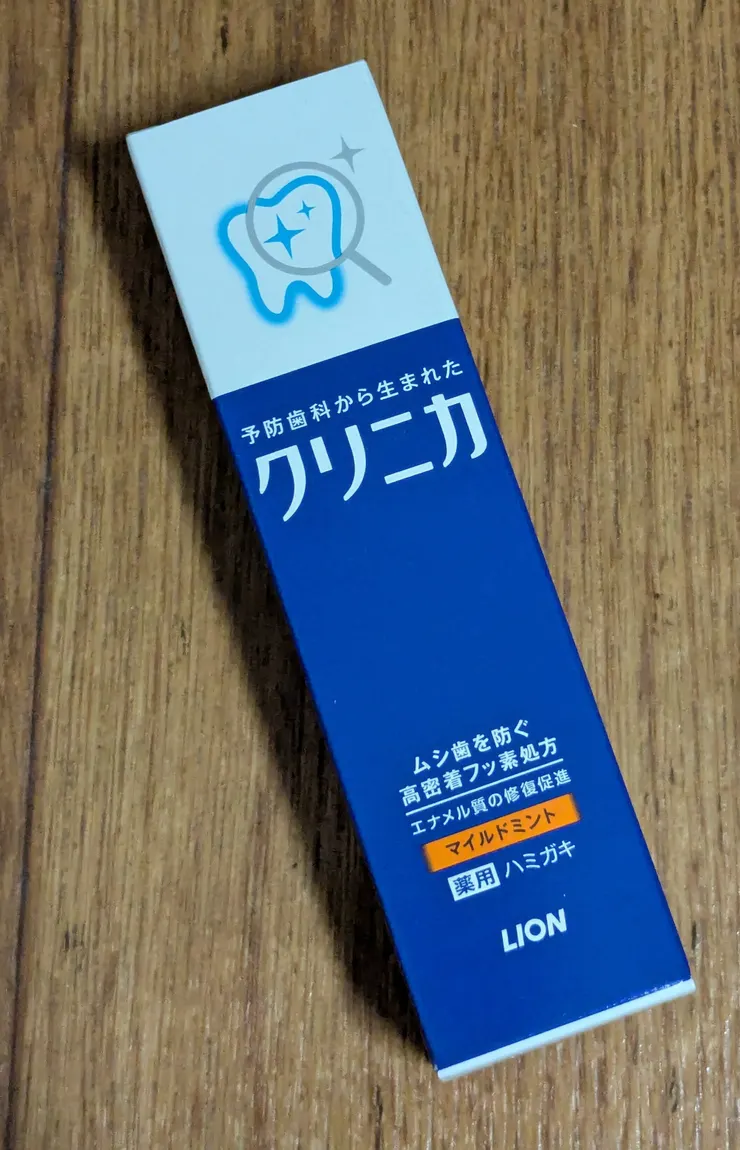 予防歯科から生まれた
クリニカ
ムシ歯を防ぐ
高密着フッ素処方
エナメル質の修復促進
マイルドミント
薬用 ハミガキ
LION